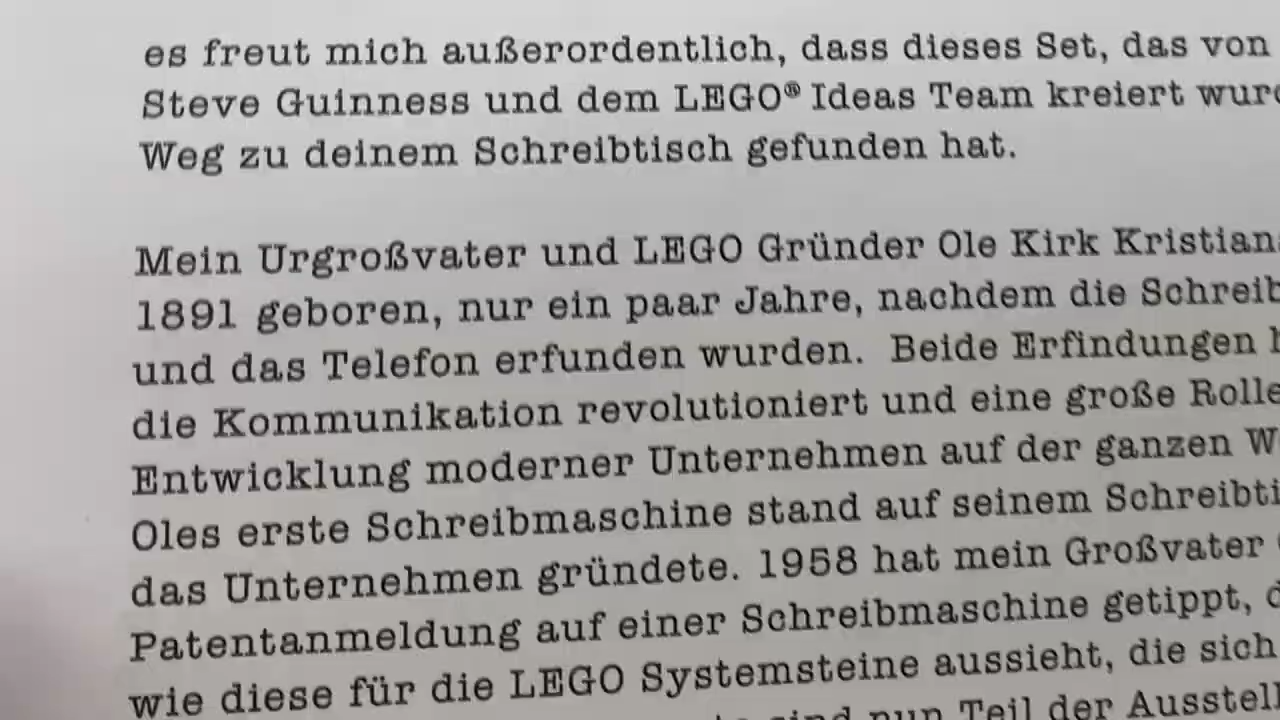 es freut mich außerordentlich, dass dieses Set, das von
Steve Guinness und dem LEGO® Ideas Team kreiert
Weg zu deinem Schreibtisch gefunden hat.
Mein Urgroßvater und LEGO Gründer Ole Kirk
1891 geboren, nur ein paar Jahre, nachdem die
und das Telefon erfunden wurden. Beide Erfindungen
die Kommunikation revolutioniert und eine große Rolle
Entwicklung moderner Unternehmen auf der ganzen
Oles erste Schreibmaschine stand auf seinem
das Unternehmen gründete. 1958 hat mein Großvater
Patentanmeldung auf einer Schreibmaschine getippt,
wie diese für die LEGO Systemsteine aussieht, die sich
sind nun Teil der